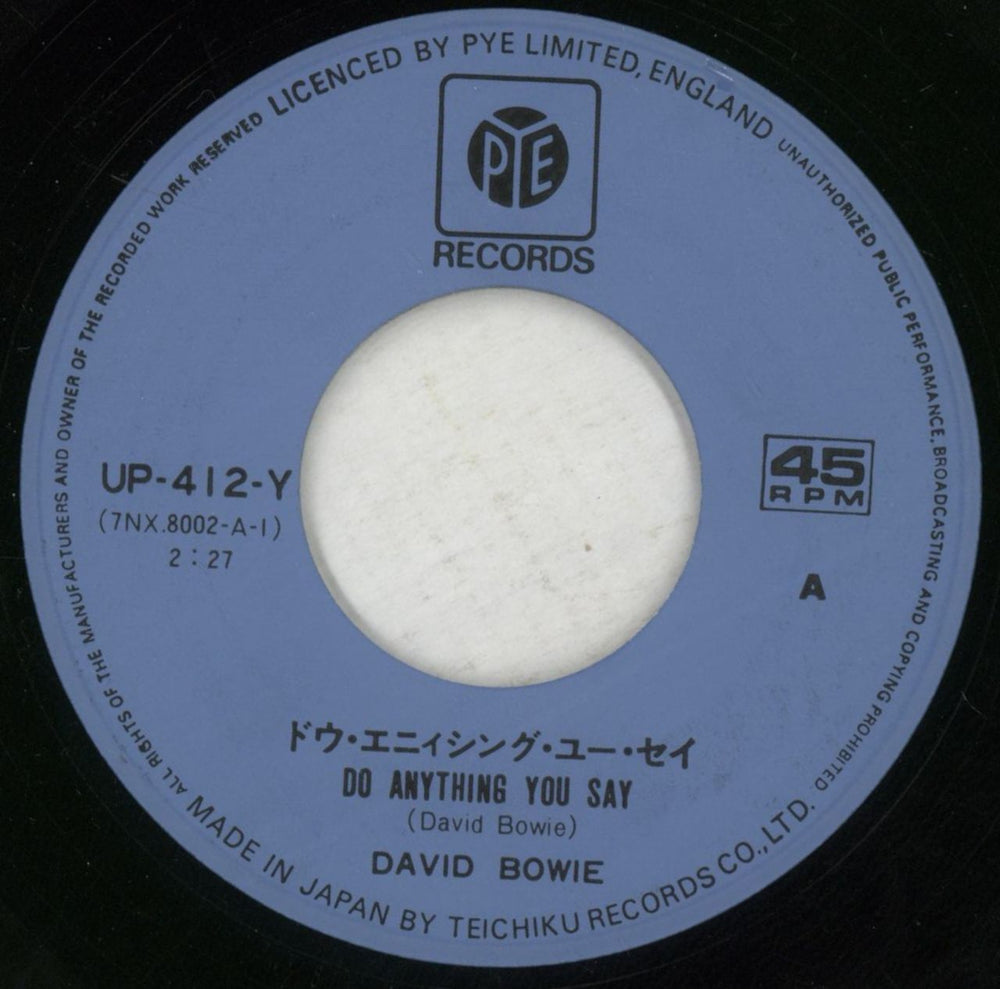 LICENCED BY PYE LIMITED, ENGLAND UNAUTHORIZED PUBLIC PERFORMANCE, BROADCASTING AND COPYING PROHIBITED
PYE
RECORDS
UP-412-Y
(7NX.8002-A-1)
2:27
45
RPM
A
ドウ・エニィシング・ユー・セイ
DO ANYTHING YOU SAY
(David Bowie)
DAVID BOWIE
MADE IN JAPAN BY TEICHIKU RECORDS CO., LTD.
ALL RIGHTS OF THE MANUFACTURERS AND OWNER OF THE RECORDED WORK RESERVED